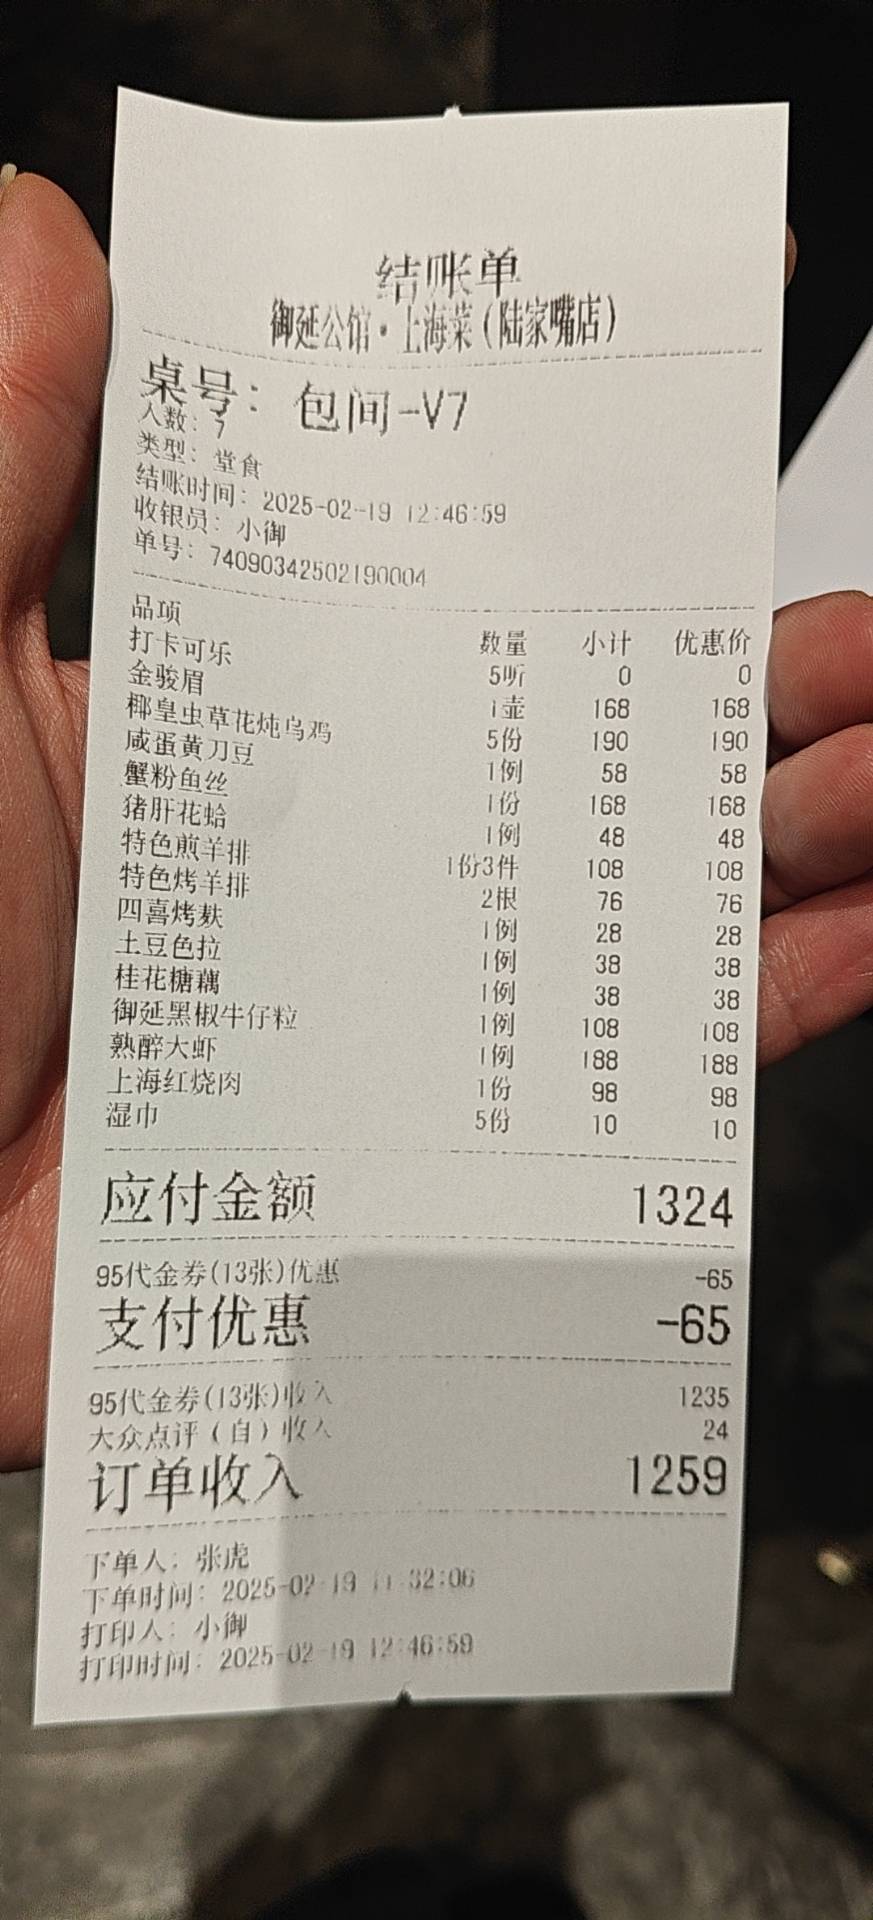 结账单
御延公馆·上海菜(陆家嘴店)
桌号: 包间-V7
人数: 7
类型: 堂食
结账时间: 2025-02-19 12:46:59
收银员: 小御
单号: 74090342502190004
品项 数量 小计 优惠价
打卡可乐 5听 0 0
金骏眉 1壶 168 168
椰皇虫草花炖乌鸡 5份 190 190
咸蛋黄刀豆 1例 58 58
蟹粉鱼丝 1份 168 168
猪肝花蛤 1例 48 48
特色煎羊排 1份3件 108 108
特色烤羊排 2根 76 76
四喜烤麸 1例 28 28
土豆色拉 1例 38 38
桂花糖藕 1例 38 38
御延黑椒牛仔粒 1例 108 108
熟醉大虾 1例 188 188
上海红烧肉 1份 98 98
湿巾 5份 10 10
应付金额 1324
95代金券(13张)优惠 -65
支付优惠 -65
95代金券(13张)收入 1235
大众点评(自)收入 24
订单收入 1259
下单人: 张虎
下单时间: 2025-02-19 11:32:06
打印人: 小御
打印时间: 2025-02-19 12:46:59